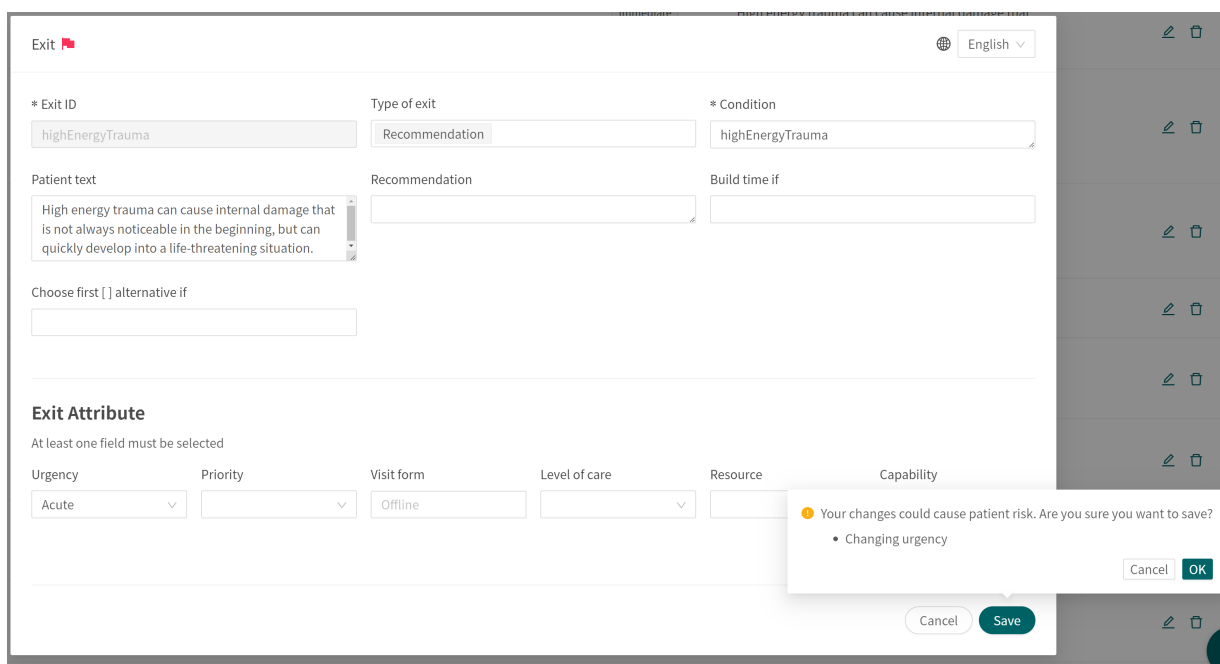 Exit
English
* Exit ID
Type of exit
* Condition
highEnergyTrauma
Recommendation
highEnergyTrauma
Patient text
Recommendation
Build time if
High energy trauma can cause internal damage that
is not always noticeable in the beginning, but can
quickly develop into a life-threatening situation.
Choose first [ ] alternative if
Exit Attribute
At least one field must be selected
Urgency
Priority
Visit form
Level of care
Resource
Capability
Acute
Offline
Your changes could cause patient risk. Are you sure you want to save?
• Changing urgency
Cancel
OK
Cancel
Save